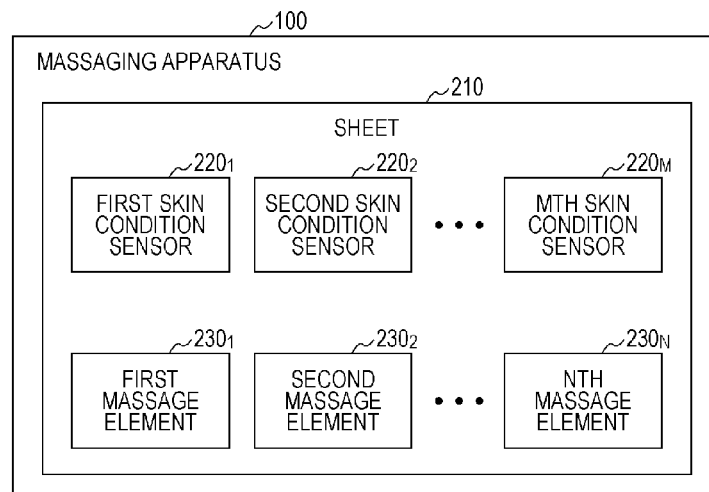 100
MASSAGING APPARATUS
210
SHEET
220₁ 220₂ 220M
FIRST SKIN CONDITION SENSOR
SECOND SKIN CONDITION SENSOR
• • •
MTH SKIN CONDITION SENSOR
230₁ 230₂ 230N
FIRST MASSAGE ELEMENT
SECOND MASSAGE ELEMENT
• • •
NTH MASSAGE ELEMENT